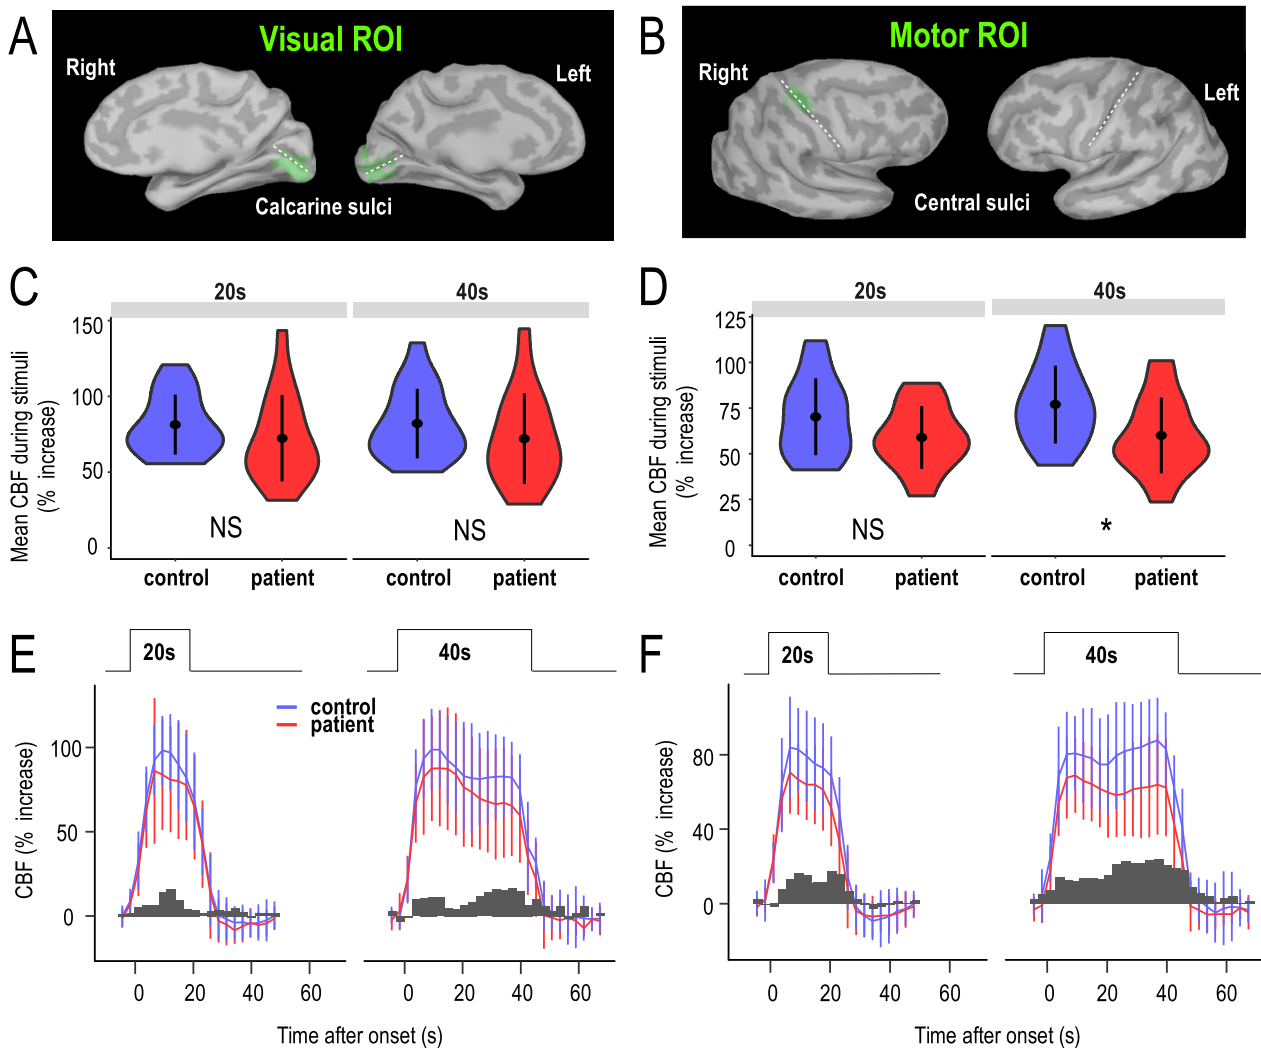 A
Visual ROI
Right
Left
Calcarine sulci
B
Motor ROI
Right
Left
Central sulci
C
20s
40s
Mean CBF during stimuli
(% increase)
150
100
50
0
NS
NS
control
patient
control
patient
D
20s
40s
Mean CBF during stimuli
(% increase)
125
100
75
50
25
0
NS
*
control
patient
control
patient
E
20s
40s
control
patient
CBF (% increase)
100
50
0
0
20
40
60
0
20
40
60
Time after onset (s)
F
20s
40s
CBF (% increase)
80
40
0
0
20
40
60
0
20
40
60
Time after onset (s)